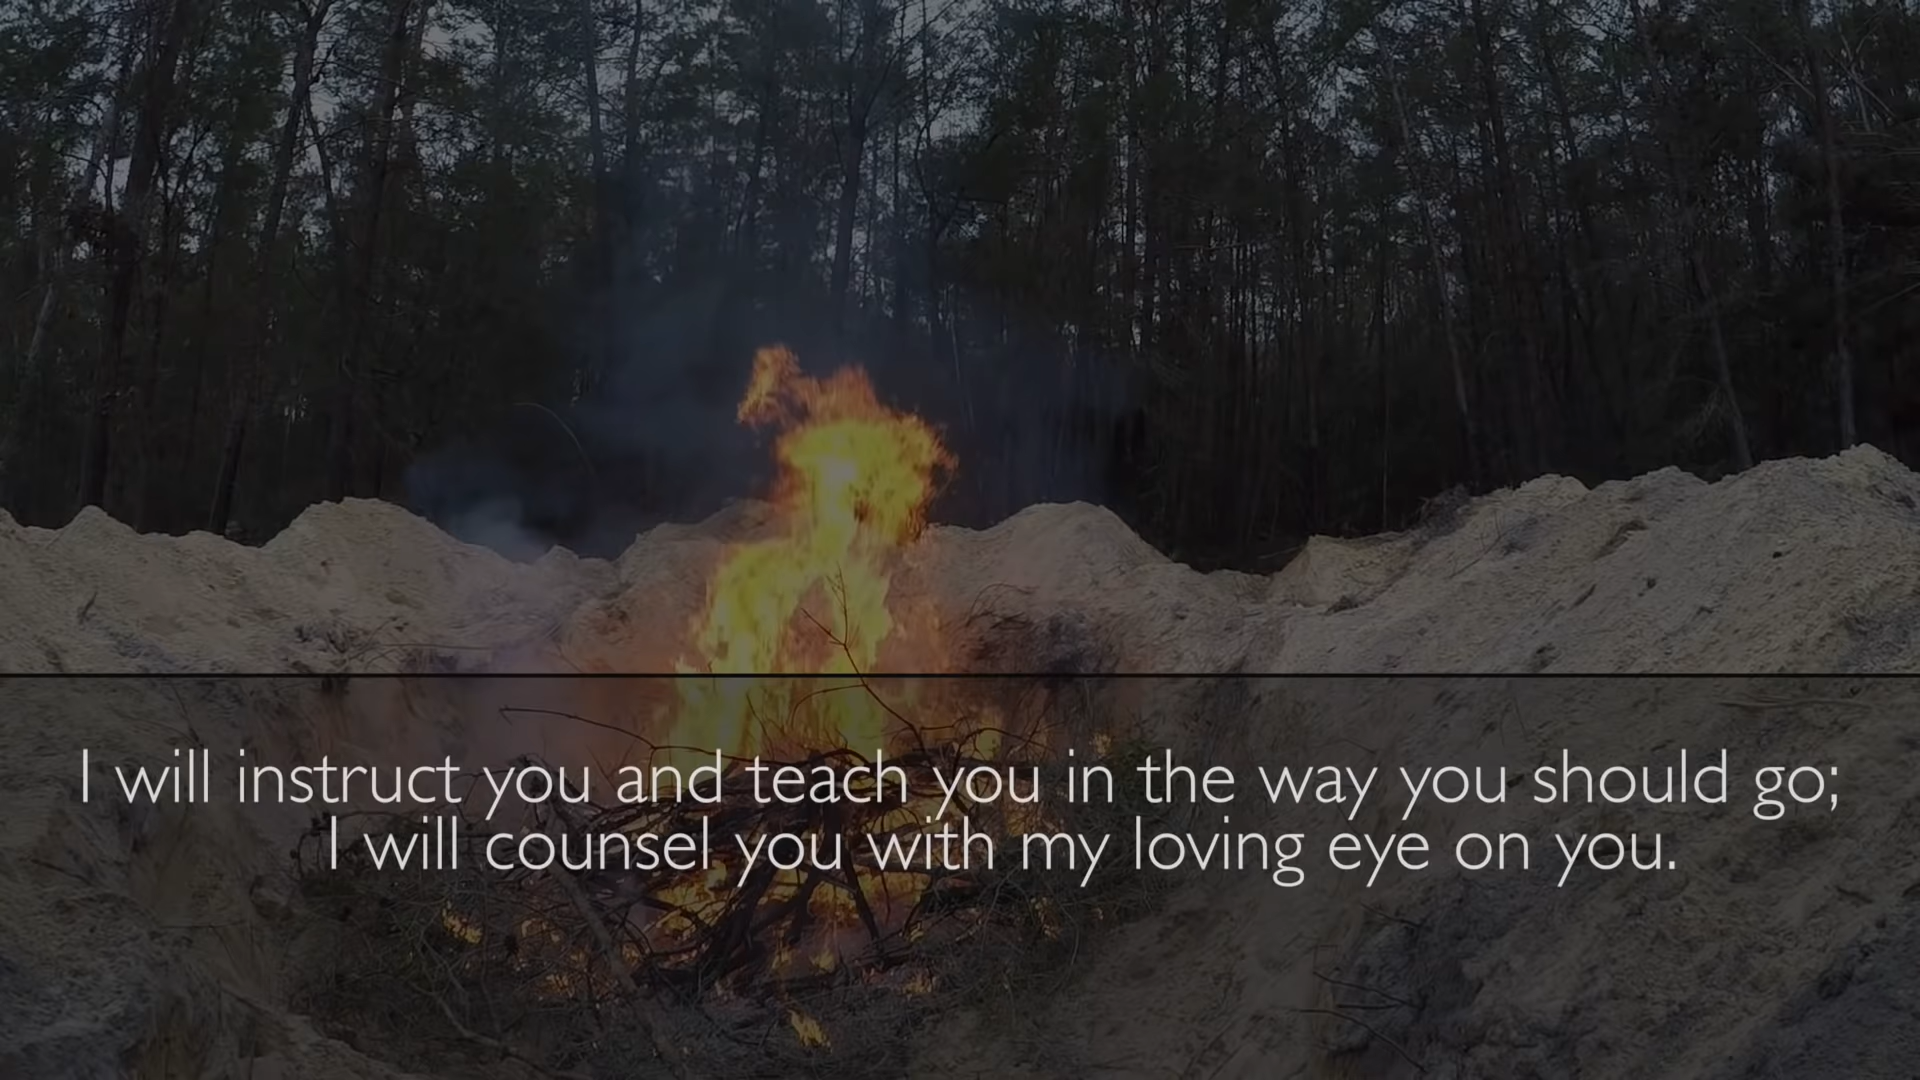 I will instruct you and teach you in the way you should go;
I will counsel you with my loving eye on you.